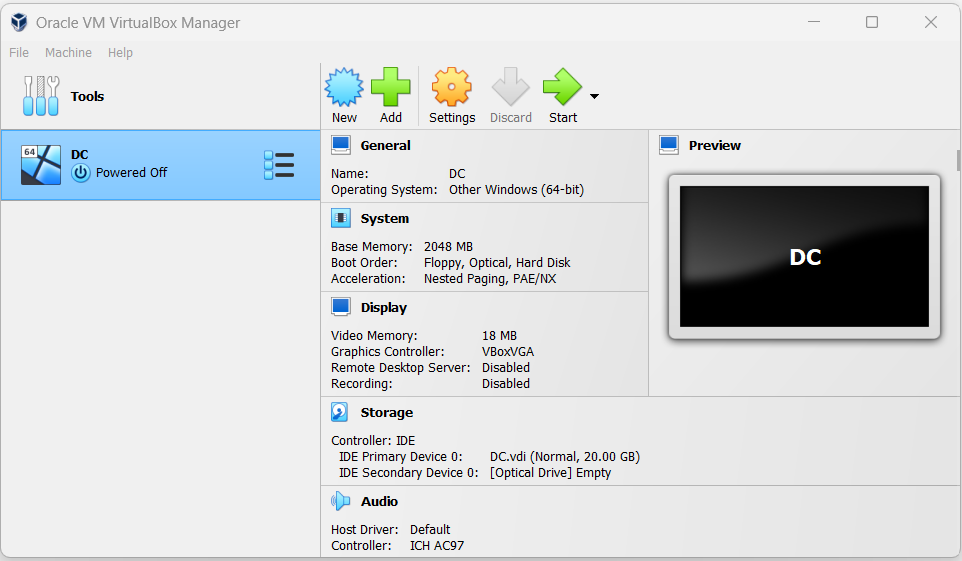 Oracle VM VirtualBox Manager
File Machine Help
Tools
New Add Settings Discard Start
64 DC
Powered Off
General
Name: DC
Operating System: Other Windows (64-bit)
System
Base Memory: 2048 MB
Boot Order: Floppy, Optical, Hard Disk
Acceleration: Nested Paging, PAE/NX
Display
Video Memory: 18 MB
Graphics Controller: VBoxVGA
Remote Desktop Server: Disabled
Recording: Disabled
Preview
DC
Storage
Controller: IDE
IDE Primary Device 0: DC.vdi (Normal, 20.00 GB)
IDE Secondary Device 0: [Optical Drive] Empty
Audio
Host Driver: Default
Controller: ICH AC97